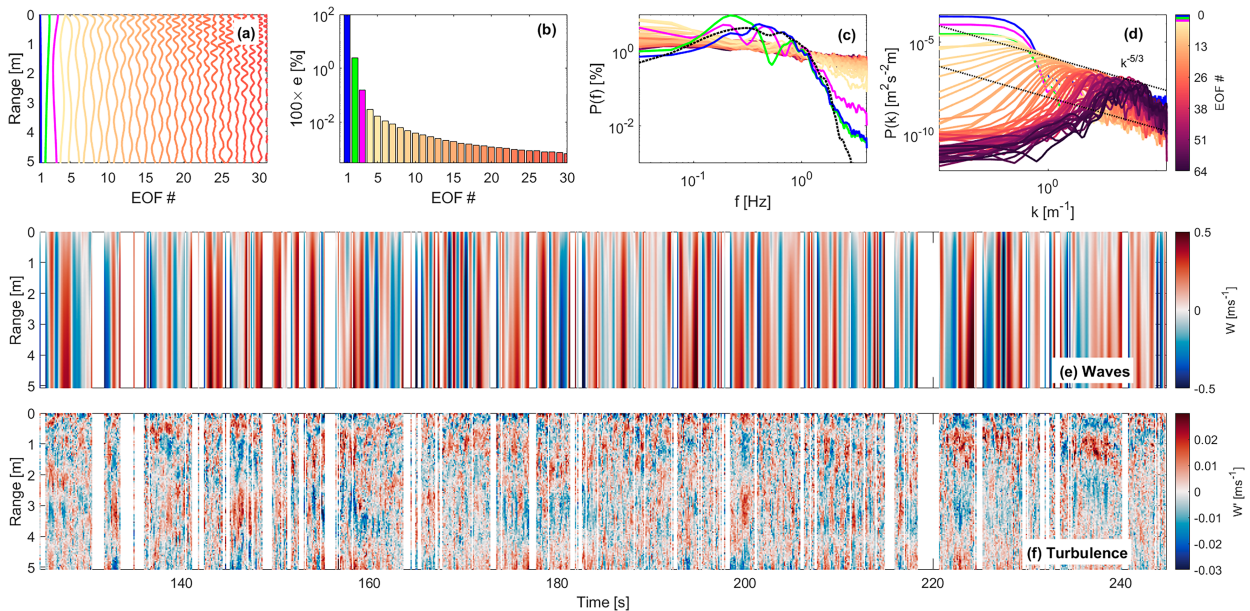 0
1
2
3
4
5
Range [m]
(a)
1 5 10 15 20 25 30
EOF #
10^2
10^0
10^-2
100× e [%]
(b)
1 5 10 15 20 25 30
EOF #
10^0
10^-2
P(f) [%]
(c)
10^-1 10^0
f [Hz]
10^-5
10^-10
P(k) [m^2s^-2m]
(d)
k^-5/3
10^0
k [m^-1]
0
13
26
38
51
64
EOF #
0
1
2
3
4
5
Range [m]
(e) Waves
0.5
0
-0.5
W [ms^-1]
0
1
2
3
4
5
Range [m]
(f) Turbulence
0.02
0.01
0
-0.01
-0.02
-0.03
W' [ms^-1]
140 160 180 200 220 240
Time [s]